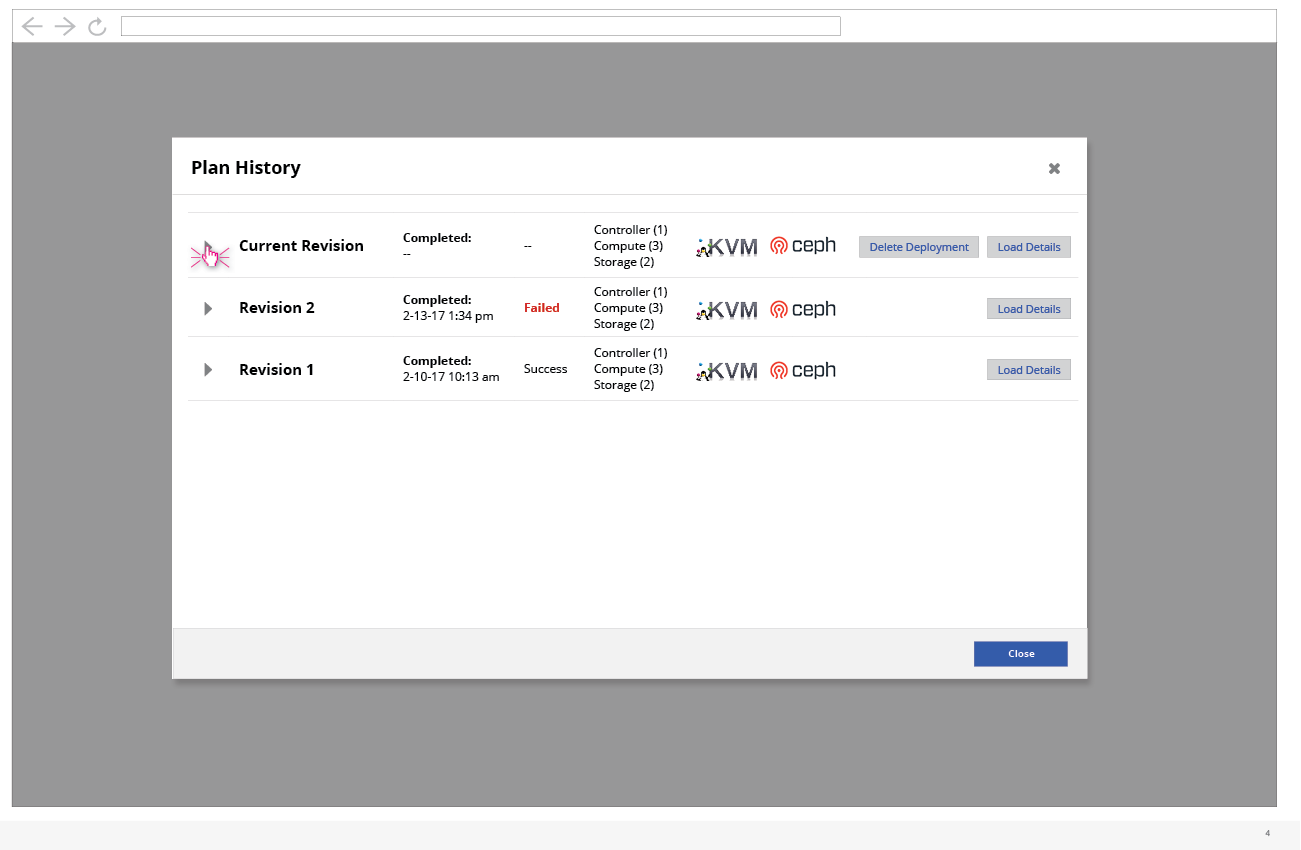 Plan History
Current Revision
Completed:
--
--
Controller (1)
Compute (3)
Storage (2)
KVM
ceph
Delete Deployment
Load Details
Revision 2
Completed:
2-13-17 1:34 pm
Failed
Controller (1)
Compute (3)
Storage (2)
KVM
ceph
Load Details
Revision 1
Completed:
2-10-17 10:13 am
Success
Controller (1)
Compute (3)
Storage (2)
KVM
ceph
Load Details
Close
4